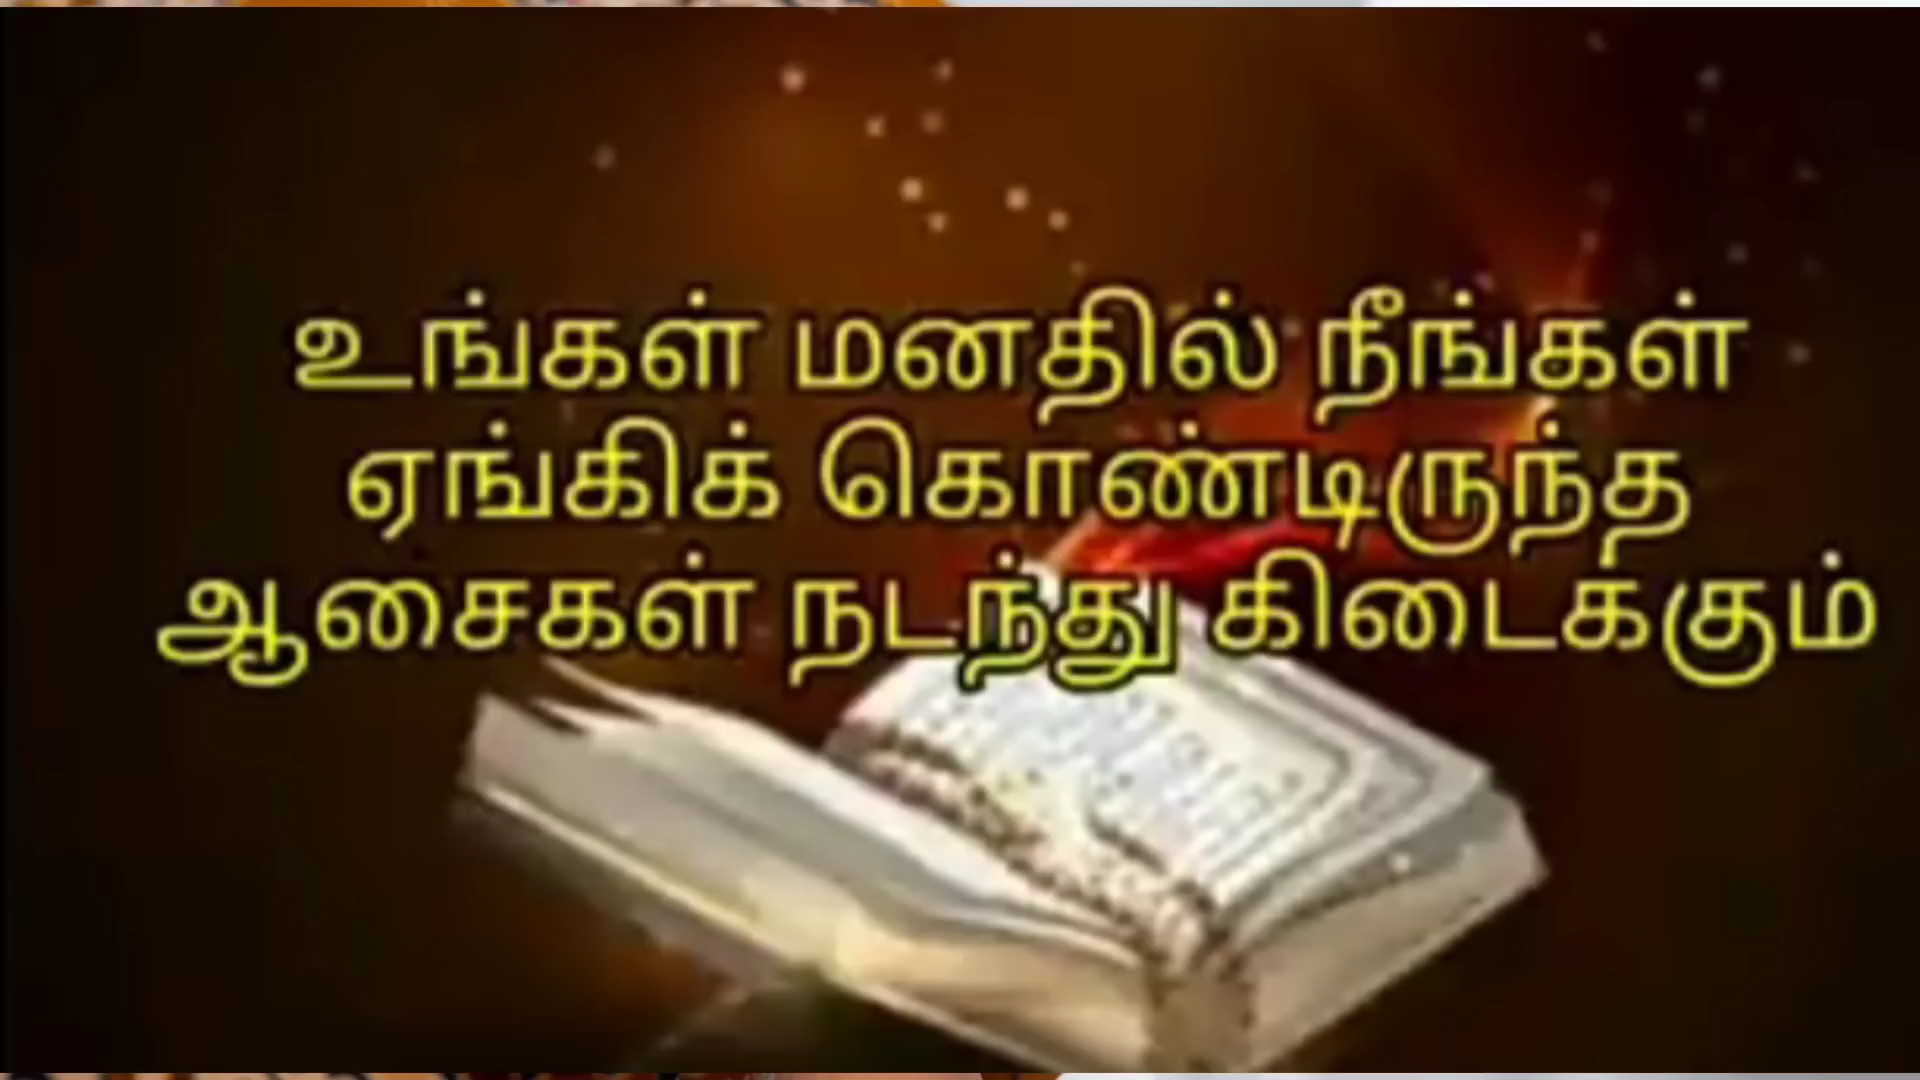 உங்கள் மனதில் நீங்கள்
ஏங்கிக் கொண்டிருந்த
ஆசைகள் நடந்து கிடைக்கும்